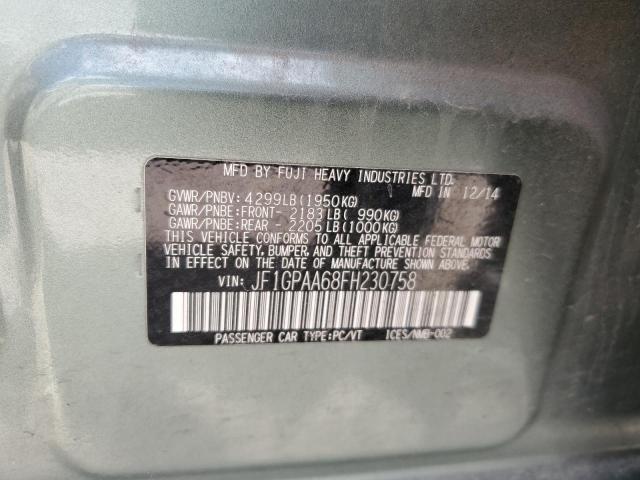 MFD BY FUJI HEAVY INDUSTRIES LTD.
MFD IN 12/14
GVWR/PNBV: 4299LB(1950KG)
GAWR/PNBE:FRONT- 2183LB( 990KG)
GAWR/PNBE:REAR - 2205LB(1000KG)
THIS VEHICLE CONFORMS TO ALL APPLICABLE FEDERAL MOTOR
VEHICLE SAFETY, BUMPER, AND THEFT PREVENTION STANDARDS
IN EFFECT ON THE DATE OF MANUFACTURE SHOWN ABOVE.
VIN: JF1GPAA68FH230758
PASSENGER CAR TYPE:PC/VT ICES/NMB-002